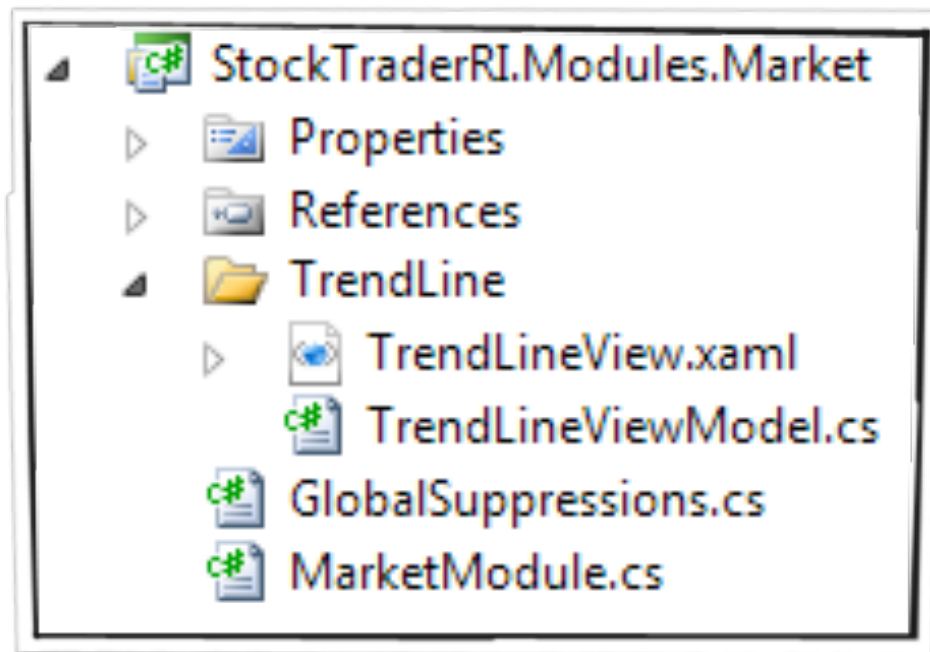 StockTraderRI.Modules.Market
Properties
References
TrendLine
TrendLineView.xaml
TrendLineViewModel.cs
GlobalSuppressions.cs
MarketModule.cs